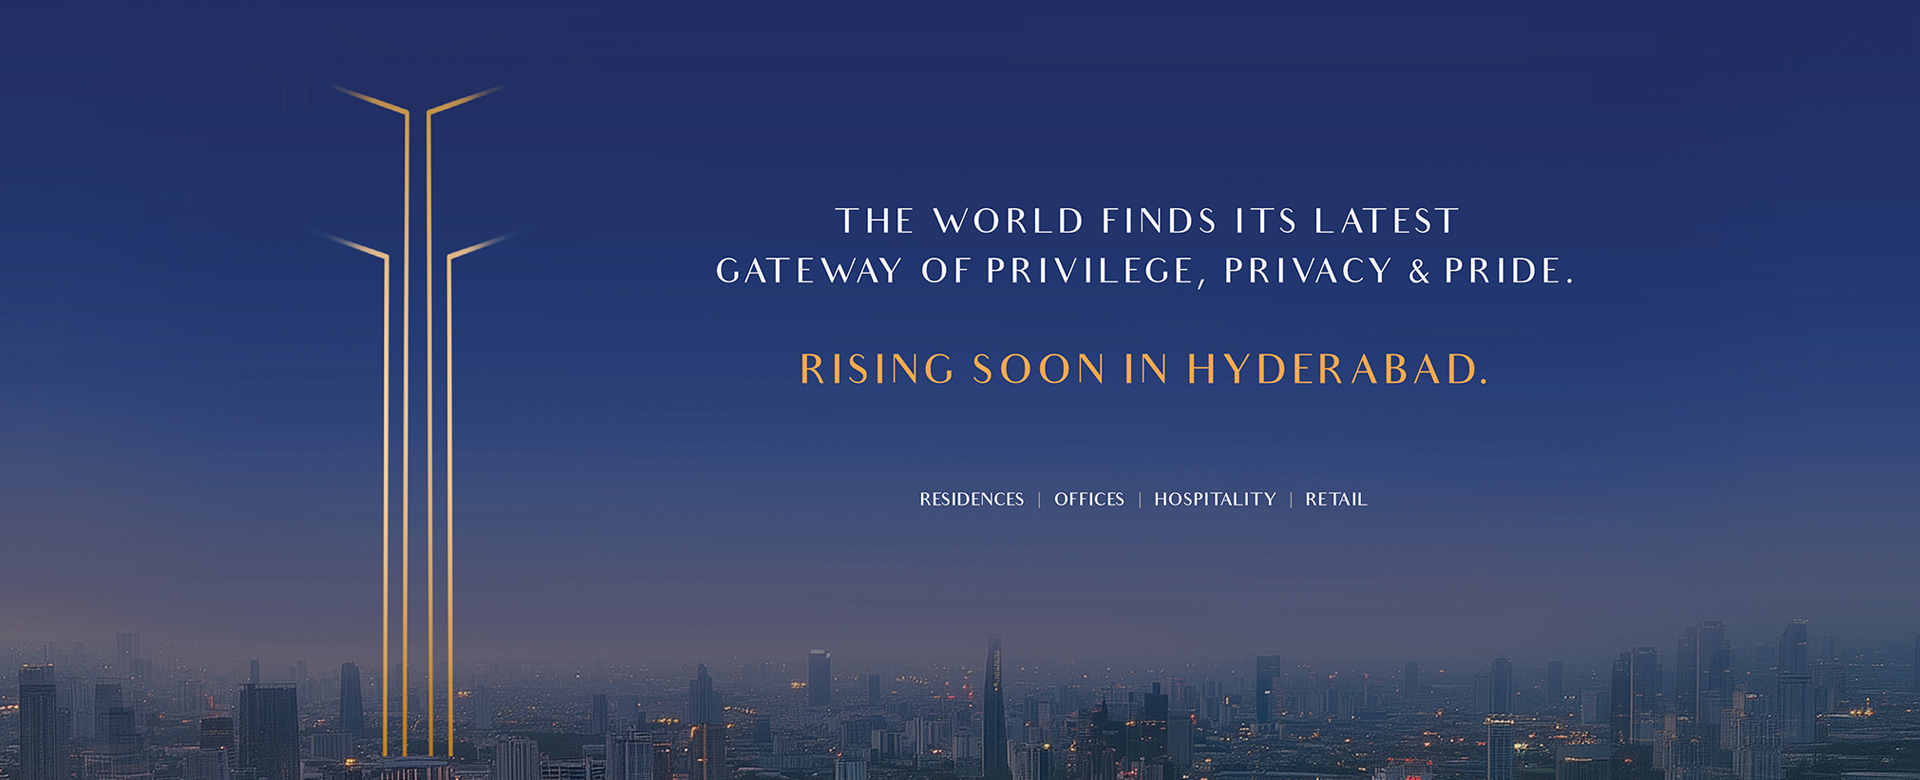 THE WORLD FINDS ITS LATEST
GATEWAY OF PRIVILEGE, PRIVACY & PRIDE.
RISING SOON IN HYDERABAD.
RESIDENCES | OFFICES | HOSPITALITY | RETAIL